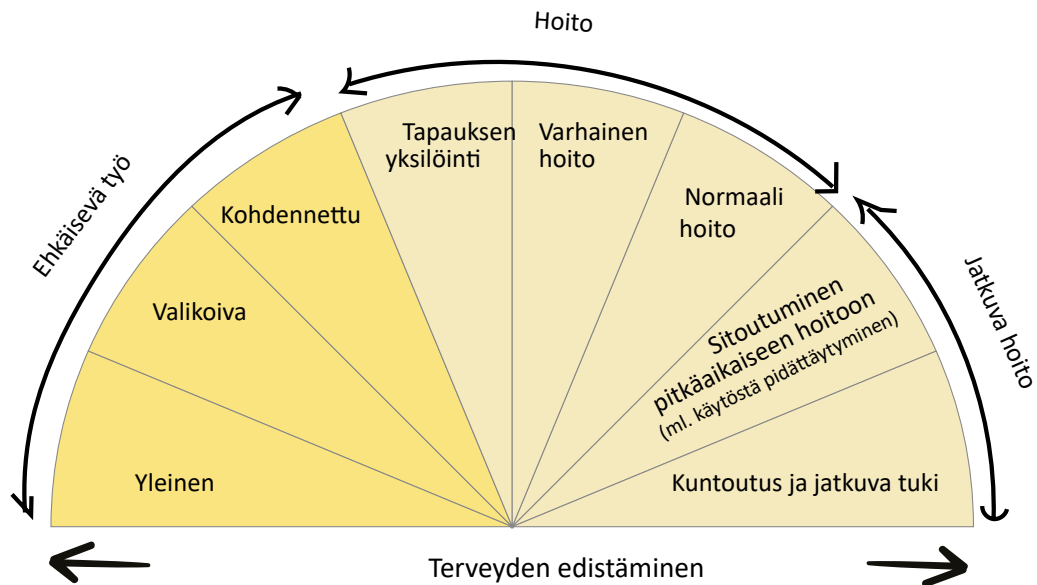 Hoito
Ehkäisevä työ
Jatkuva hoito
Yleinen
Valikoiva
Kohdennettu
Tapauksen
yksilöinti
Varhainen
hoito
Normaali
hoito
Sitoutuminen
pitkäaikaiseen hoitoon
(ml. käytöstä pidättäytyminen)
Kuntoutus ja jatkuva tuki
Terveyden edistäminen